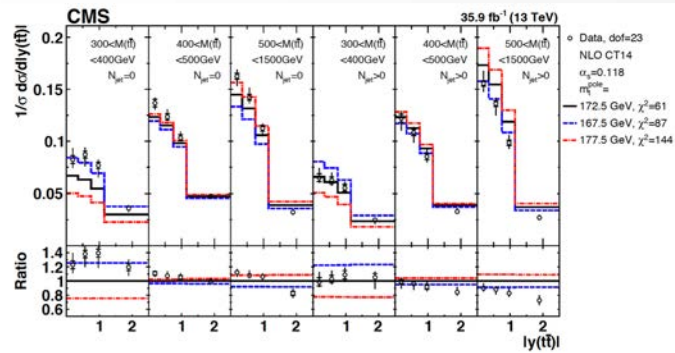 CMS 35.9 fb⁻¹ (13 TeV)
1/σ dσ/dly(tt̄)|
0.2
0.15
0.1
0.05
300<M(tt̄)
<400GeV
N_jet=0
400<M(tt̄)
<500GeV
N_jet=0
500<M(tt̄)
<1500GeV
N_jet=0
300<M(tt̄)
<400GeV
N_jet>0
400<M(tt̄)
<500GeV
N_jet>0
500<M(tt̄)
<1500GeV
N_jet>0
Data, dof=23
NLO CT14
α_s=0.118
m_t^pole=
172.5 GeV, χ²=61
167.5 GeV, χ²=87
177.5 GeV, χ²=144
Ratio
1.4
1.2
1
0.8
0.6
1 2 1 2 1 2 1 2 1 2 1 2
|y(tt̄)|